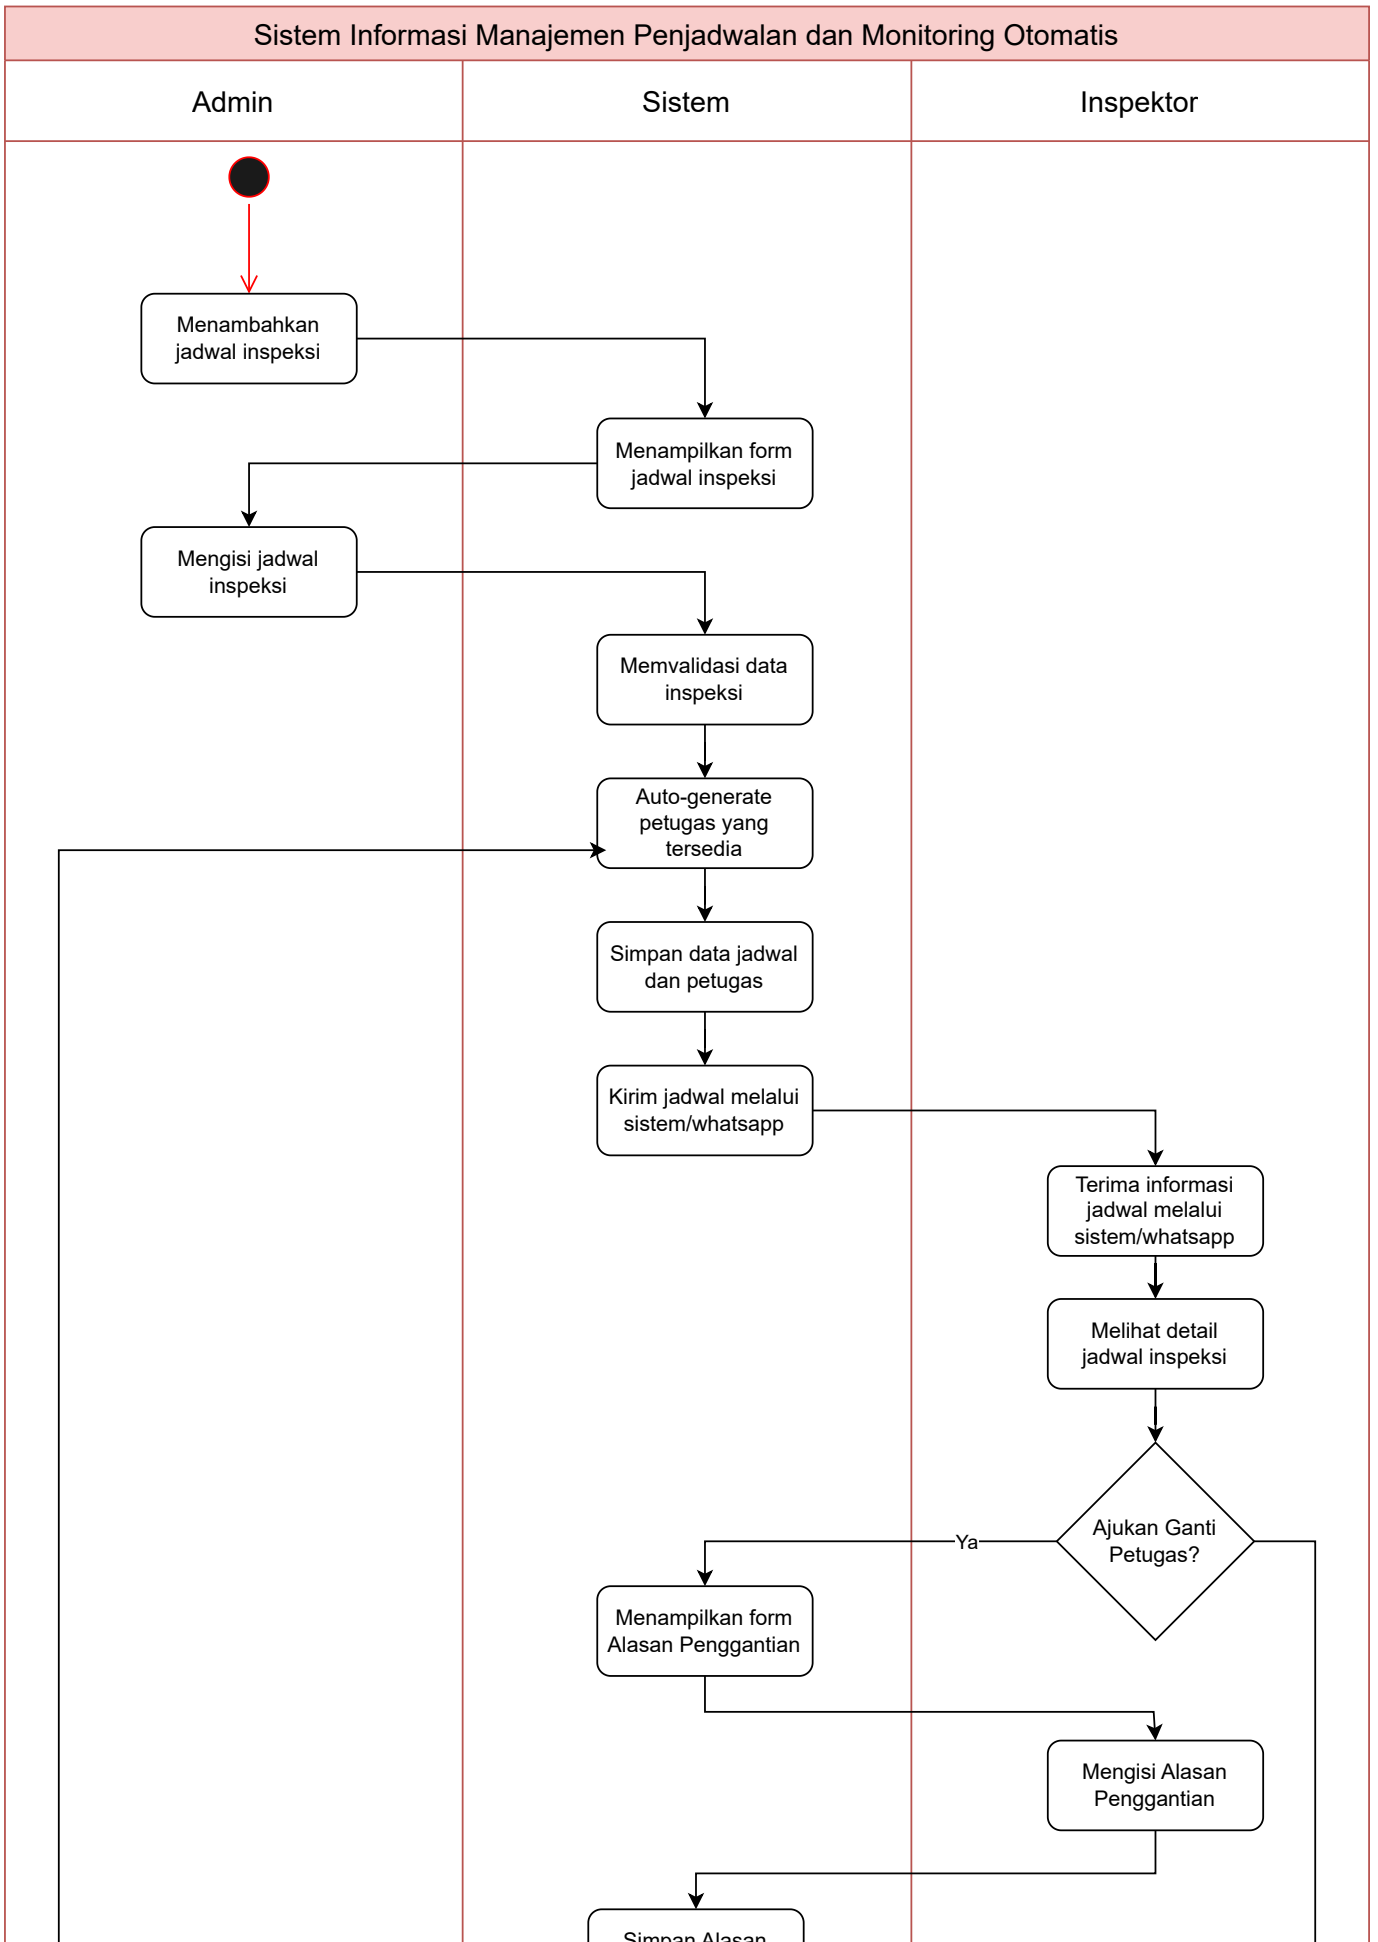 Sistem Informasi Manajemen Penjadwalan dan Monitoring Otomatis
Admin
Sistem
Inspektor
Menambahkan
jadwal inspeksi
Menampilkan form
jadwal inspeksi
Mengisi jadwal
inspeksi
Memvalidasi data
inspeksi
Auto-generate
petugas yang
tersedia
Simpan data jadwal
dan petugas
Kirim jadwal melalui
sistem/whatsapp
Terima informasi
jadwal melalui
sistem/whatsapp
Melihat detail
jadwal inspeksi
Ajukan Ganti
Petugas?
Ya
Menampilkan form
Alasan Penggantian
Mengisi Alasan
Penggantian
Simpan Alasan